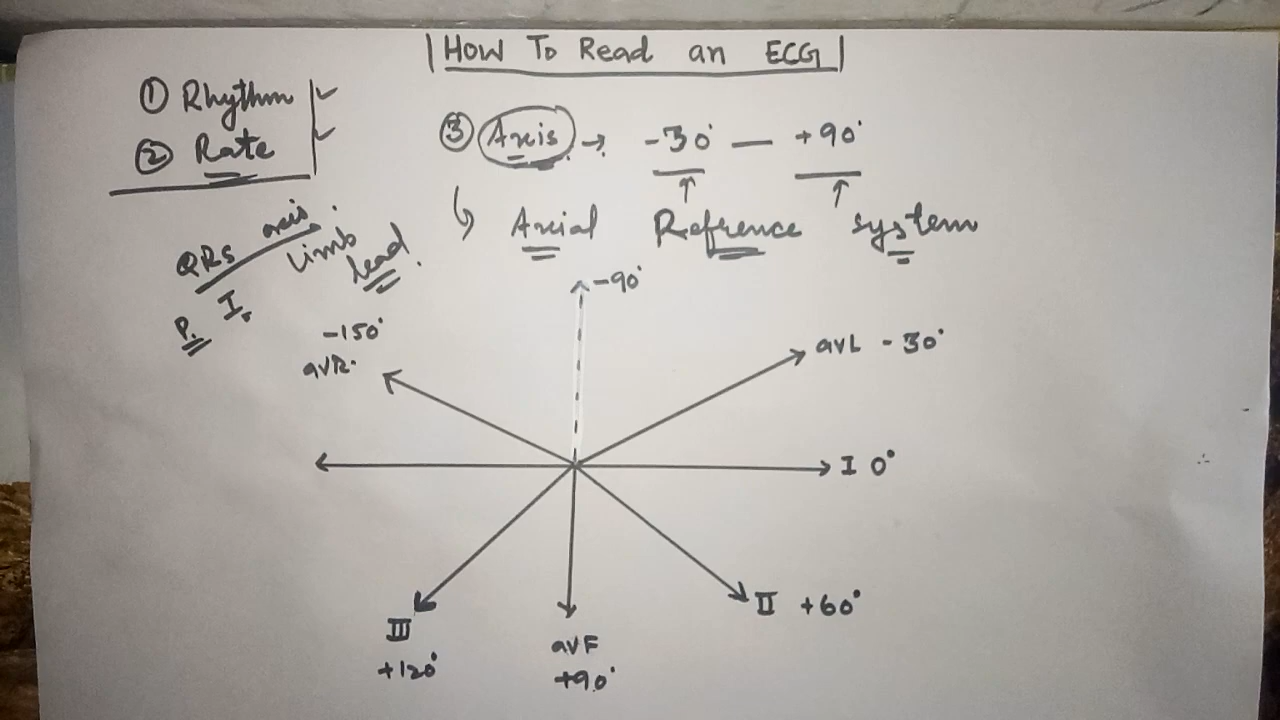 How To Read an ECG
① Rhythm
② Rate
③ Axis → -30° — +90°
Axial Refrence system
QRS axis
limb
lead.
I.
P.
-90°
-150°
avR.
avL - 30°
I 0°
II +60°
III
+120°
avF
+90°